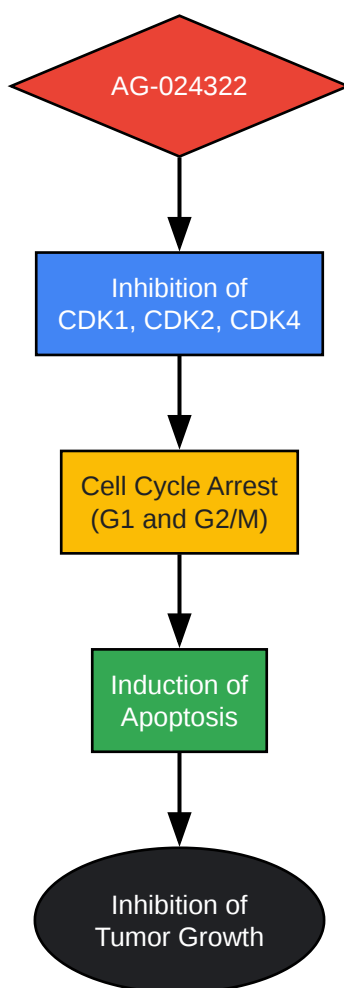 AG-024322
Inhibition of
CDK1, CDK2, CDK4
Cell Cycle Arrest
(G1 and G2/M)
Induction of
Apoptosis
Inhibition of
Tumor Growth